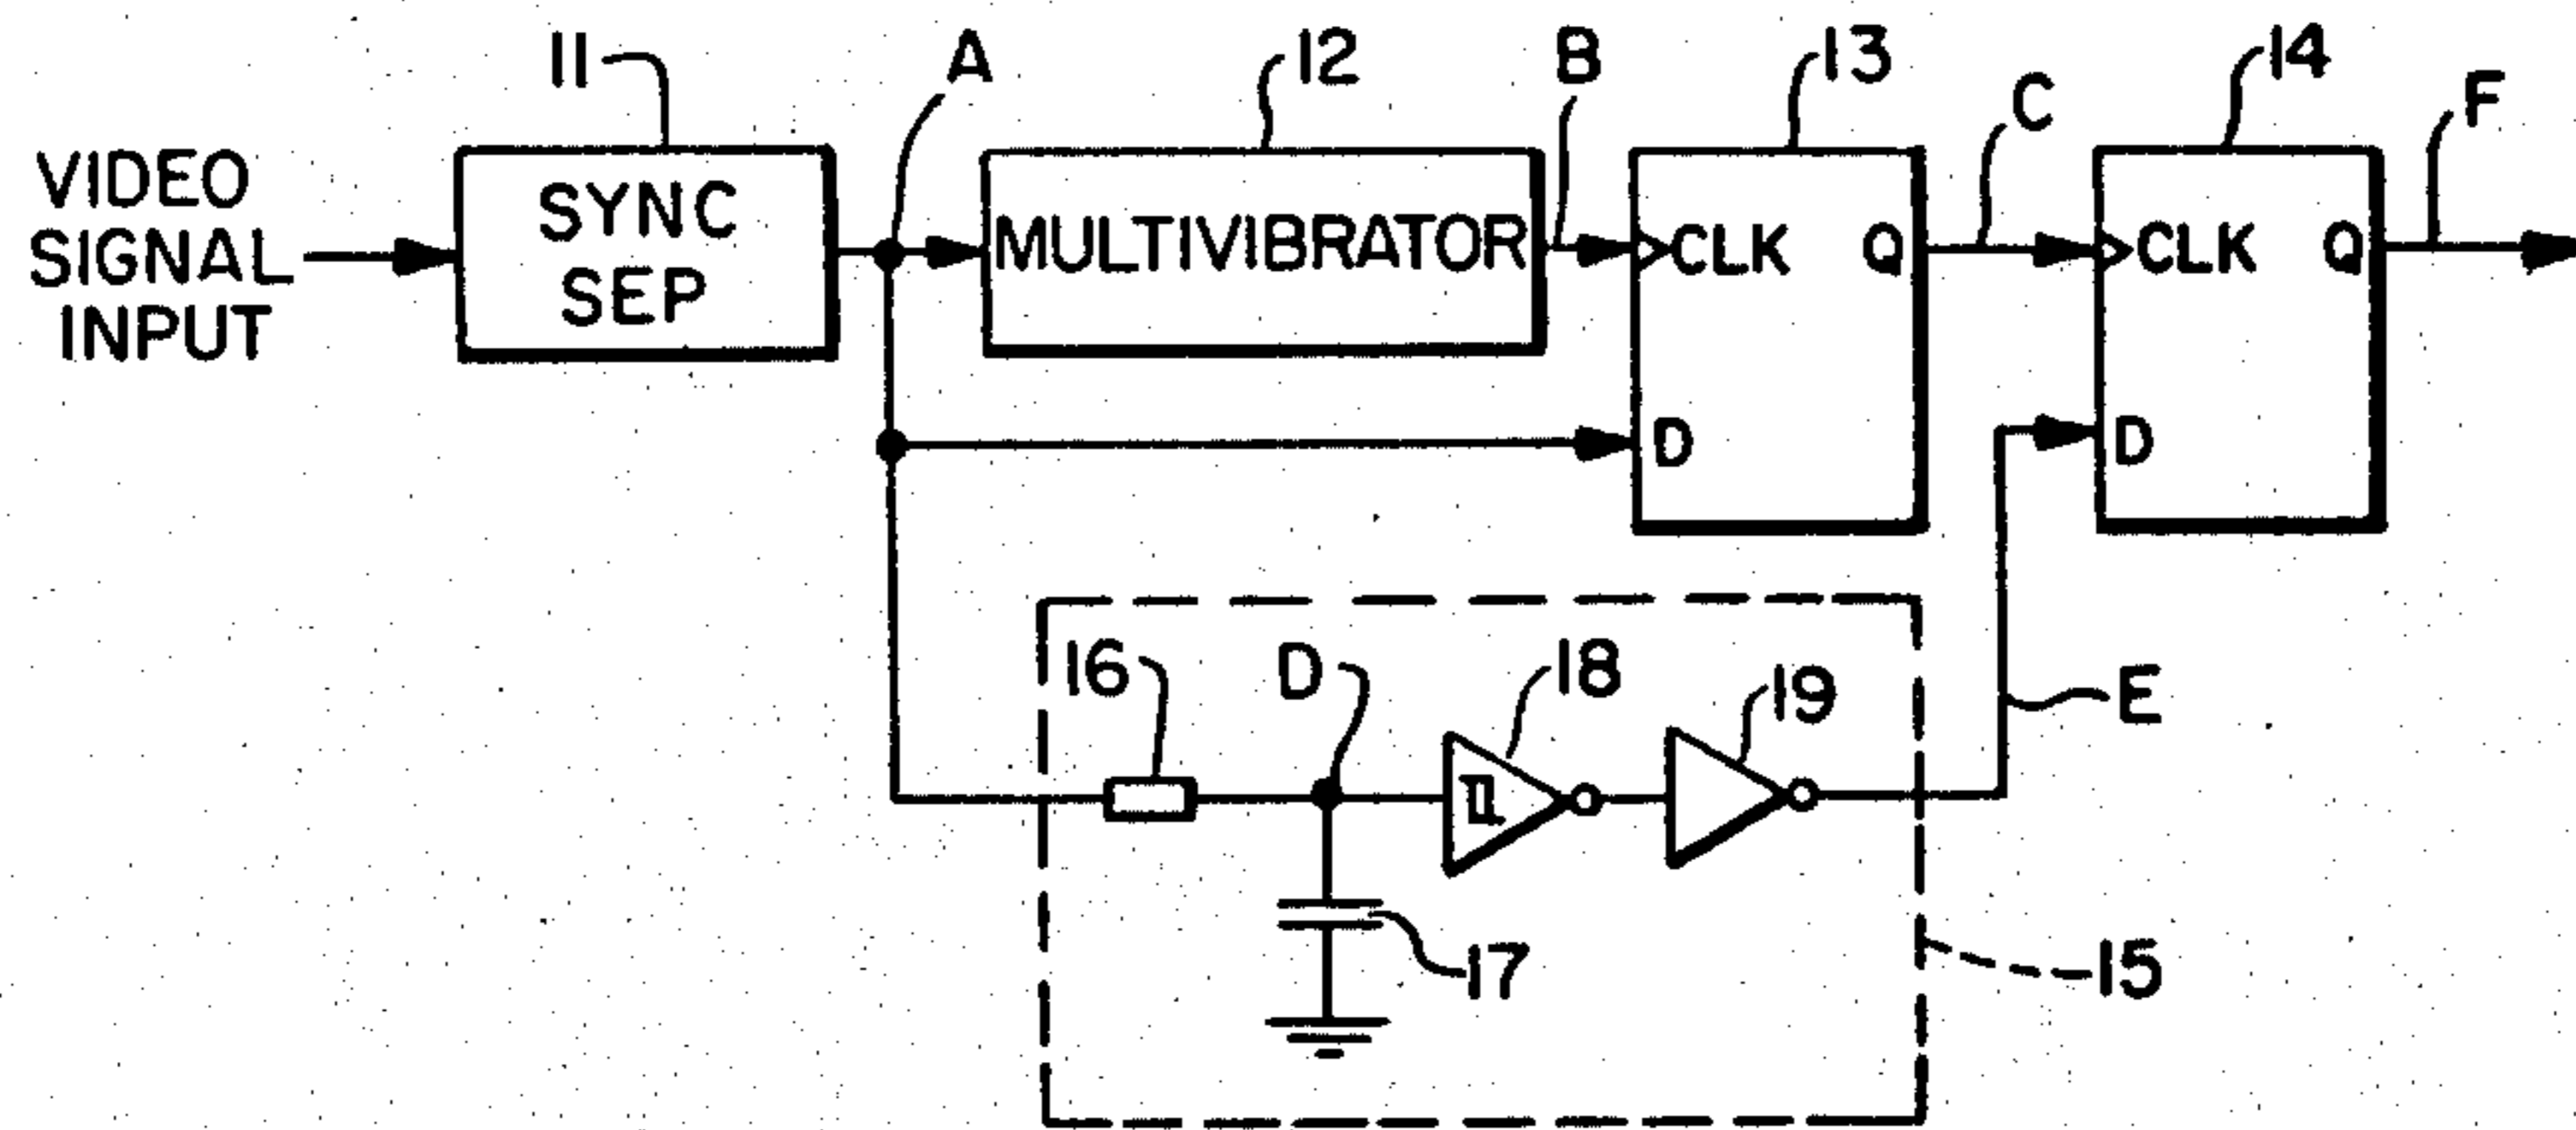 11
A
12
B
13
C
14
F
VIDEO
SIGNAL
INPUT
SYNC
SEP
MULTIVIBRATOR
CLK Q
D
CLK Q
D
16
D
18
19
E
17
15